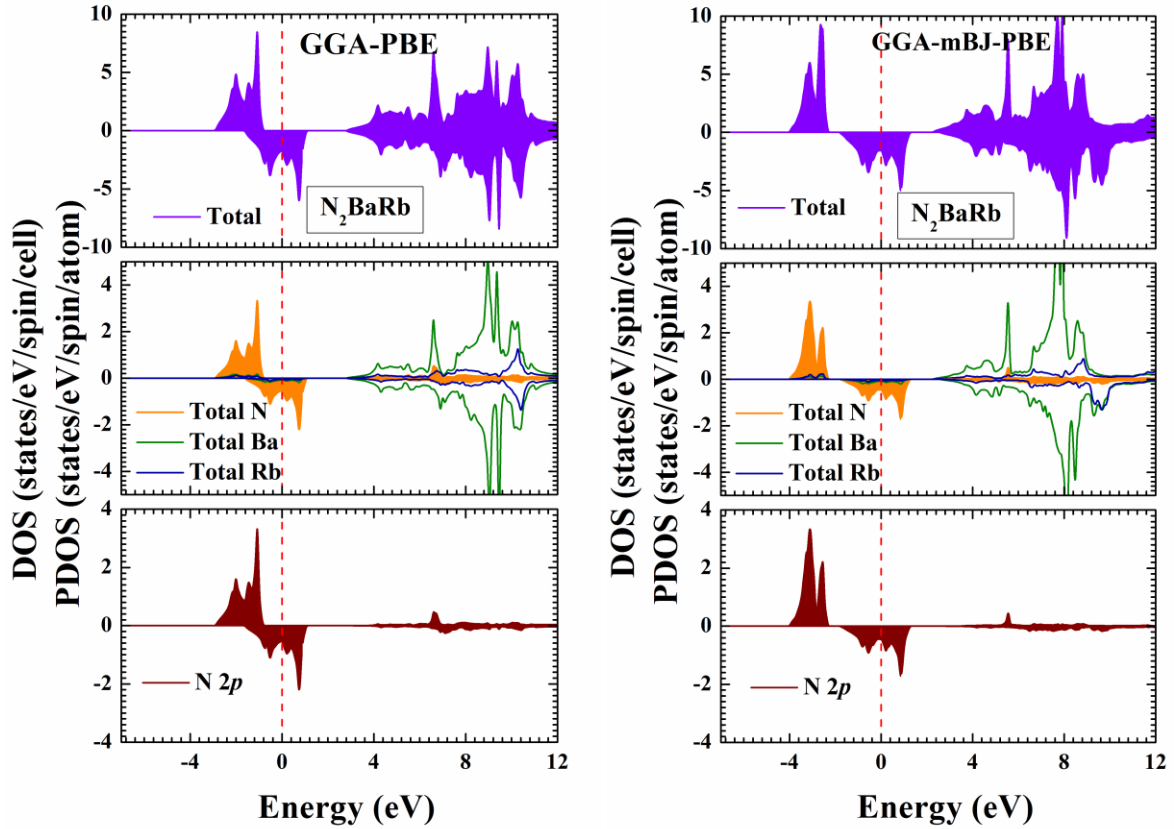 GGA-PBE
10
5
0
-5
-10
Total
N₂BaRb
4
2
0
-2
-4
Total N
Total Ba
Total Rb
4
2
0
-2
-4
N 2p
-4 0 4 8 12
Energy (eV)
DOS (states/eV/spin/cell)
PDOS (states/eV/spin/atom)
GGA-mBJ-PBE
10
5
0
-5
-10
Total
N₂BaRb
4
2
0
-2
-4
Total N
Total Ba
Total Rb
4
2
0
-2
-4
N 2p
-4 0 4 8 12
Energy (eV)
DOS (states/eV/spin/cell)
PDOS (states/eV/spin/atom)